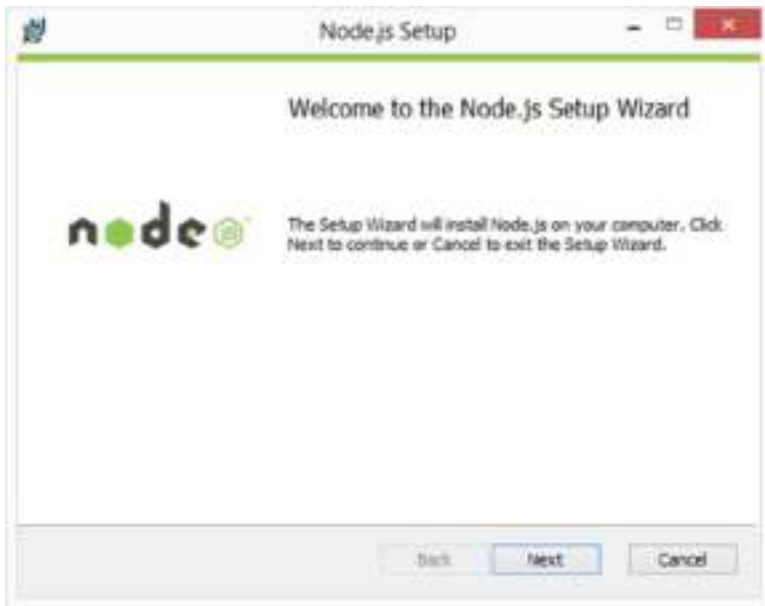 Node.js Setup
Welcome to the Node.js Setup Wizard
node
The Setup Wizard will install Node.js on your computer. Click
Next to continue or Cancel to exit the Setup Wizard.
Back
Next
Cancel